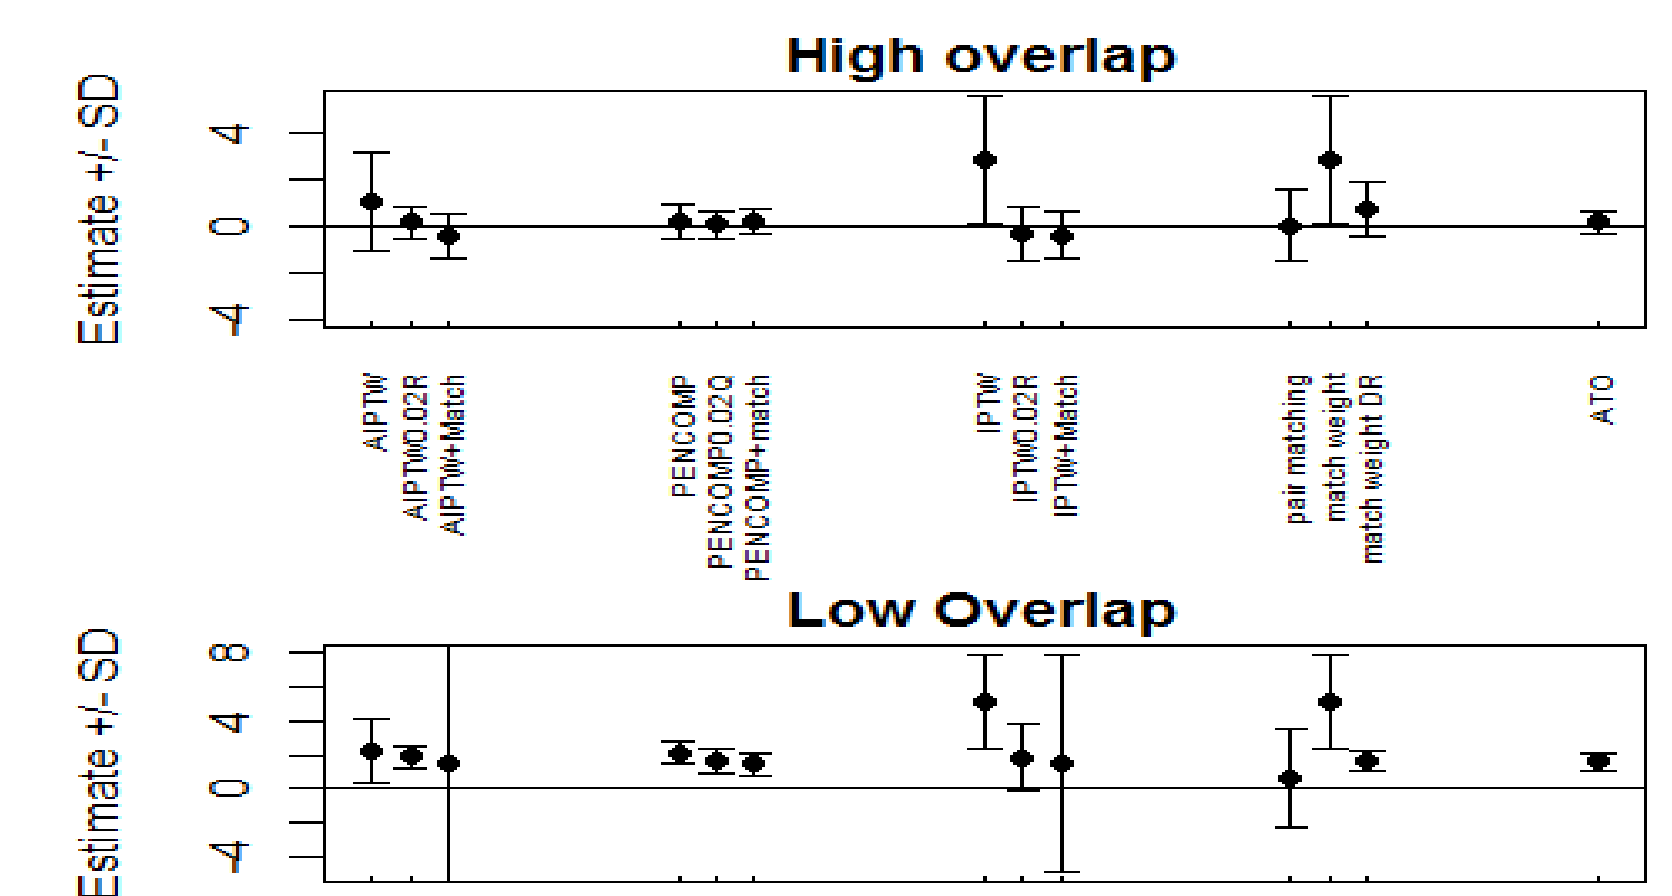 High overlap
Estimate +/- SD
4
0
-4
AIPTW
AIPTW0.02R
AIPTW+Match
PENCOMP
PENCOMP0.02Q
PENCOMP+match
IPTW
IPTW0.02R
IPTW+Match
pair matching
match weight
match weight DR
ATO
Low Overlap
Estimate +/- SD
8
4
0
-4